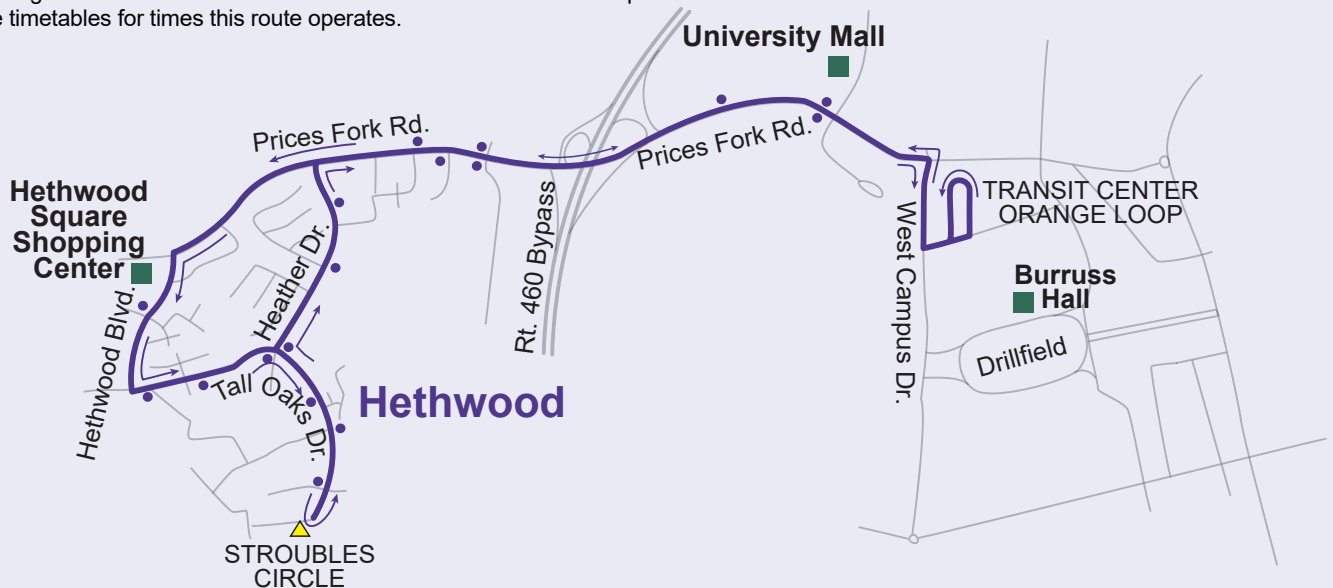 timetables for times this route operates.
University Mall
Prices Fork Rd.
Prices Fork Rd.
Hethwood
Square
Shopping
Center
Heather Dr.
Rt. 460 Bypass
West Campus Dr.
TRANSIT CENTER
ORANGE LOOP
Burruss
Hall
Drillfield
Hethwood Blvd.
Tall Oaks Dr.
Hethwood
STROUBLES
CIRCLE